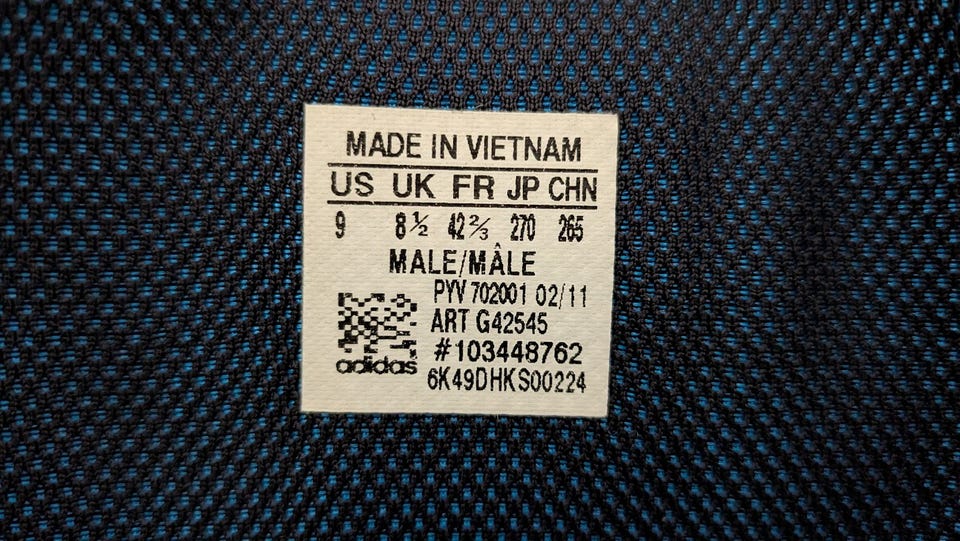 MADE IN VIETNAM
US UK FR JP CHN
9 8½ 42⅔ 270 265
MALE/MÂLE
PYV 702001 02/11
ART G42545
#103448762
adidas
6K49DHKS00224